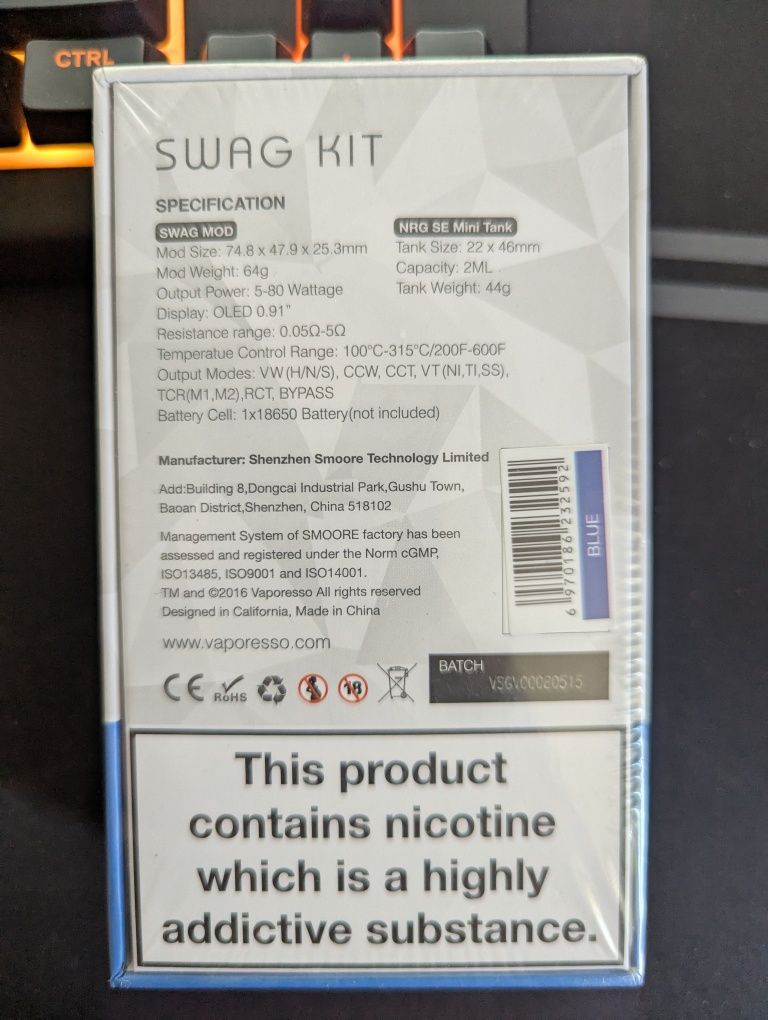 CTRL
SWAG KIT
SPECIFICATION
SWAG MOD
Mod Size: 74.8 x 47.9 x 25.3mm
Mod Weight: 64g
Output Power: 5-80 Wattage
Display: OLED 0.91"
Resistance range: 0.05Ω-5Ω
Temperatue Control Range: 100°C-315°C/200F-600F
Output Modes: VW(H/N/S), CCW, CCT, VT(NI,TI,SS),
TCR(M1,M2),RCT, BYPASS
Battery Cell: 1x18650 Battery(not included)
NRG SE Mini Tank
Tank Size: 22 x 46mm
Capacity: 2ML
Tank Weight: 44g
Manufacturer: Shenzhen Smoore Technology Limited
Add:Building 8,Dongcai Industrial Park,Gushu Town,
Baoan District,Shenzhen, China 518102
Management System of SMOORE factory has been
assessed and registered under the Norm cGMP,
ISO13485, ISO9001 and ISO14001.
TM and ©2016 Vaporesso All rights reserved
Designed in California, Made in China
www.vaporesso.com
6 970186 232592
BLUE
CE
RoHS
18
BATCH
This product
contains nicotine
which is a highly
addictive substance.